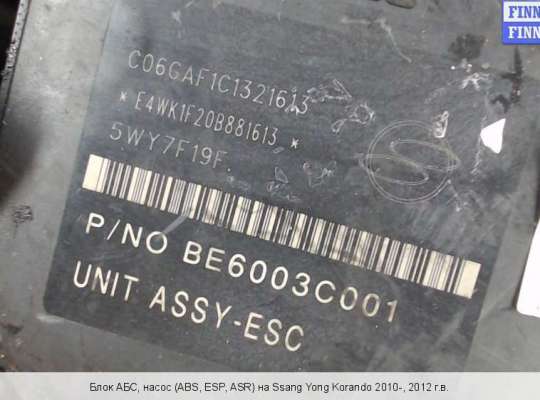 FINN
FINN
C06GAF1C1321613
* E4WK1F20B881613 *
5WY7F19F
P/NO BE6003C001
UNIT ASSY-ESC
Блок АБС, насос (ABS, ESP, ASR) на Ssang Yong Korando 2010-, 2012 г.в.